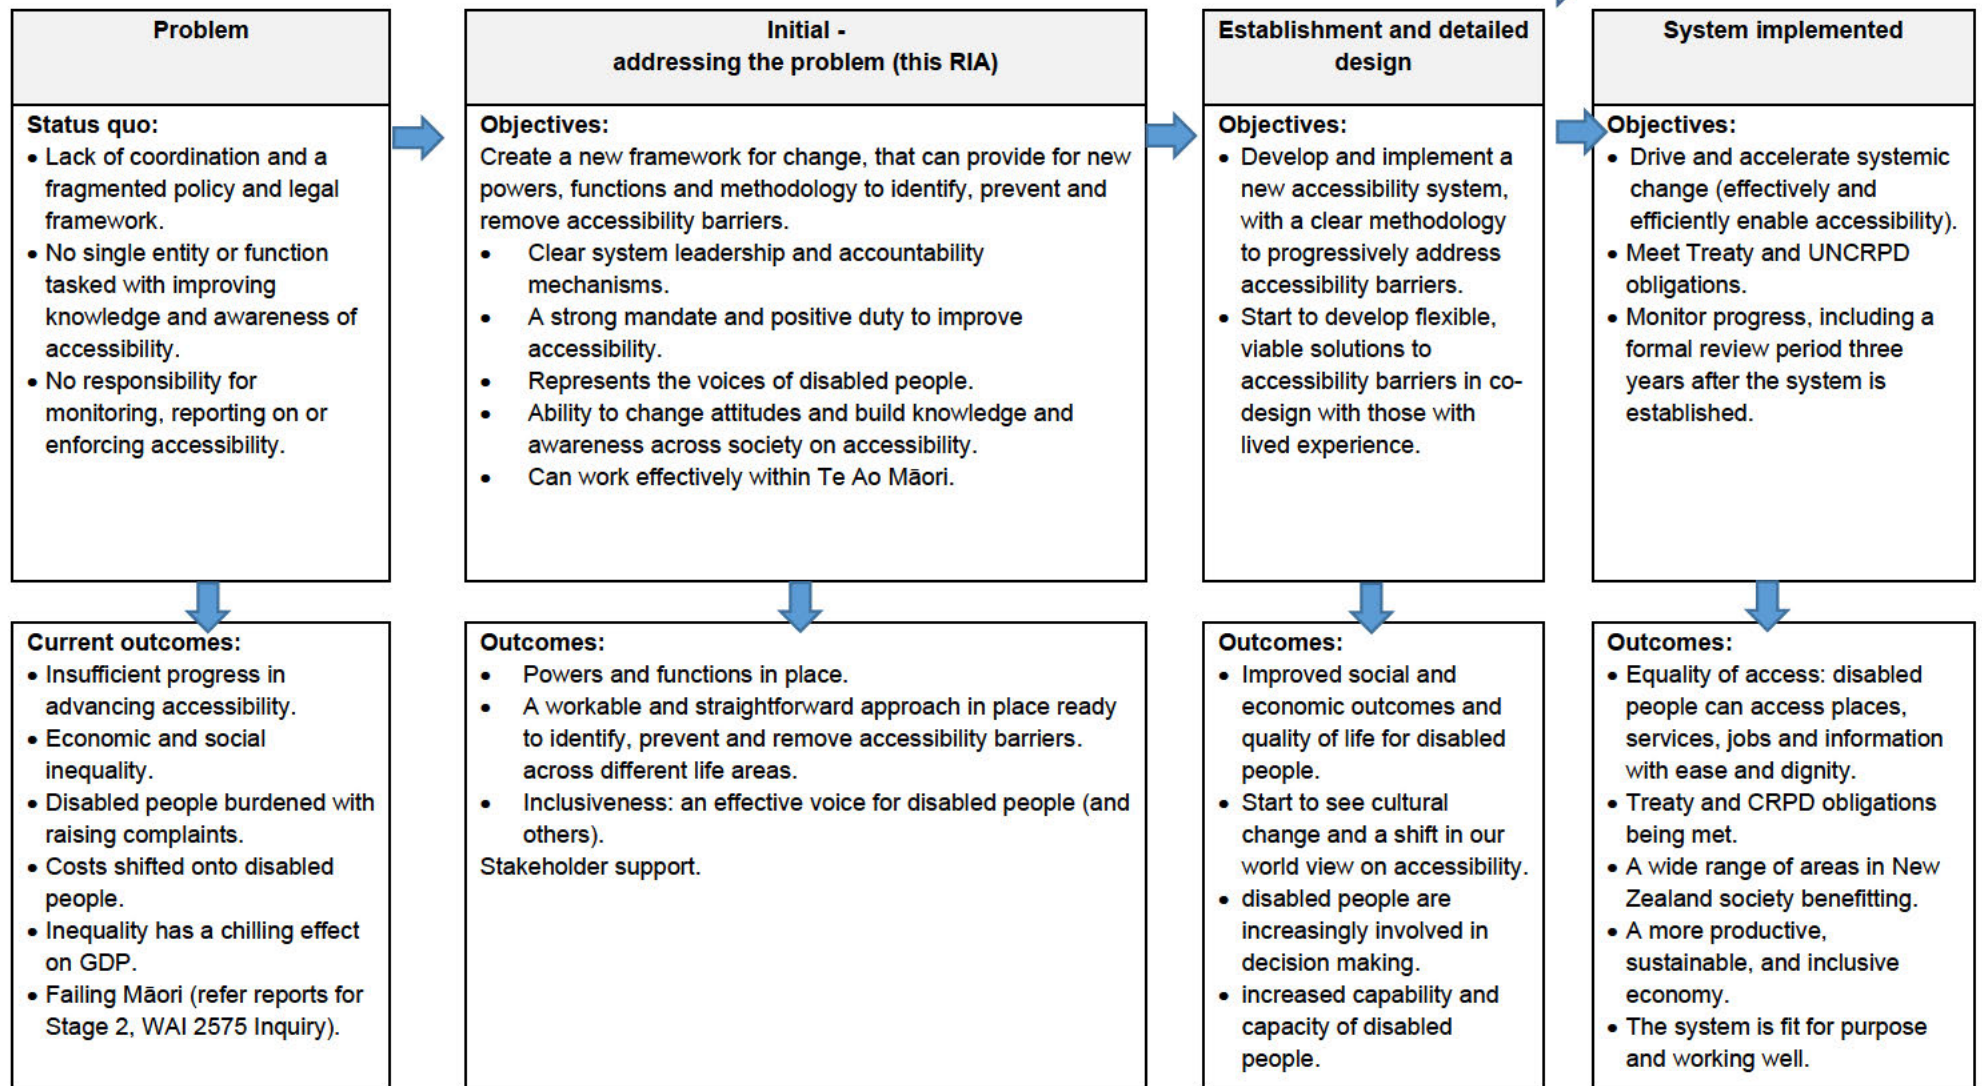 Problem
Status quo:
• Lack of coordination and a
fragmented policy and legal
framework.
• No single entity or function
tasked with improving
knowledge and awareness of
accessibility.
• No responsibility for
monitoring, reporting on or
enforcing accessibility.
Current outcomes:
• Insufficient progress in
advancing accessibility.
• Economic and social
inequality.
• Disabled people burdened with
raising complaints.
• Costs shifted onto disabled
people.
• Inequality has a chilling effect
on GDP.
• Failing Māori (refer reports for
Stage 2, WAI 2575 Inquiry).
Initial -
addressing the problem (this RIA)
Objectives:
Create a new framework for change, that can provide for new
powers, functions and methodology to identify, prevent and
remove accessibility barriers.
• Clear system leadership and accountability
mechanisms.
• A strong mandate and positive duty to improve
accessibility.
• Represents the voices of disabled people.
• Ability to change attitudes and build knowledge and
awareness across society on accessibility.
• Can work effectively within Te Ao Māori.
Outcomes:
• Powers and functions in place.
• A workable and straightforward approach in place ready
to identify, prevent and remove accessibility barriers.
across different life areas.
• Inclusiveness: an effective voice for disabled people (and
others).
Stakeholder support.
Establishment and detailed
design
Objectives:
• Develop and implement a
new accessibility system,
with a clear methodology
to progressively address
accessibility barriers.
• Start to develop flexible,
viable solutions to
accessibility barriers in co-
design with those with
lived experience.
Outcomes:
• Improved social and
economic outcomes and
quality of life for disabled
people.
• Start to see cultural
change and a shift in our
world view on accessibility.
• disabled people are
increasingly involved in
decision making.
• increased capability and
capacity of disabled
people.
System implemented
Objectives:
• Drive and accelerate systemic
change (effectively and
efficiently enable accessibility).
• Meet Treaty and UNCRPD
obligations.
• Monitor progress, including a
formal review period three
years after the system is
established.
Outcomes:
• Equality of access: disabled
people can access places,
services, jobs and information
with ease and dignity.
• Treaty and CRPD obligations
being met.
• A wide range of areas in New
Zealand society benefitting.
• A more productive,
sustainable, and inclusive
economy.
• The system is fit for purpose
and working well.